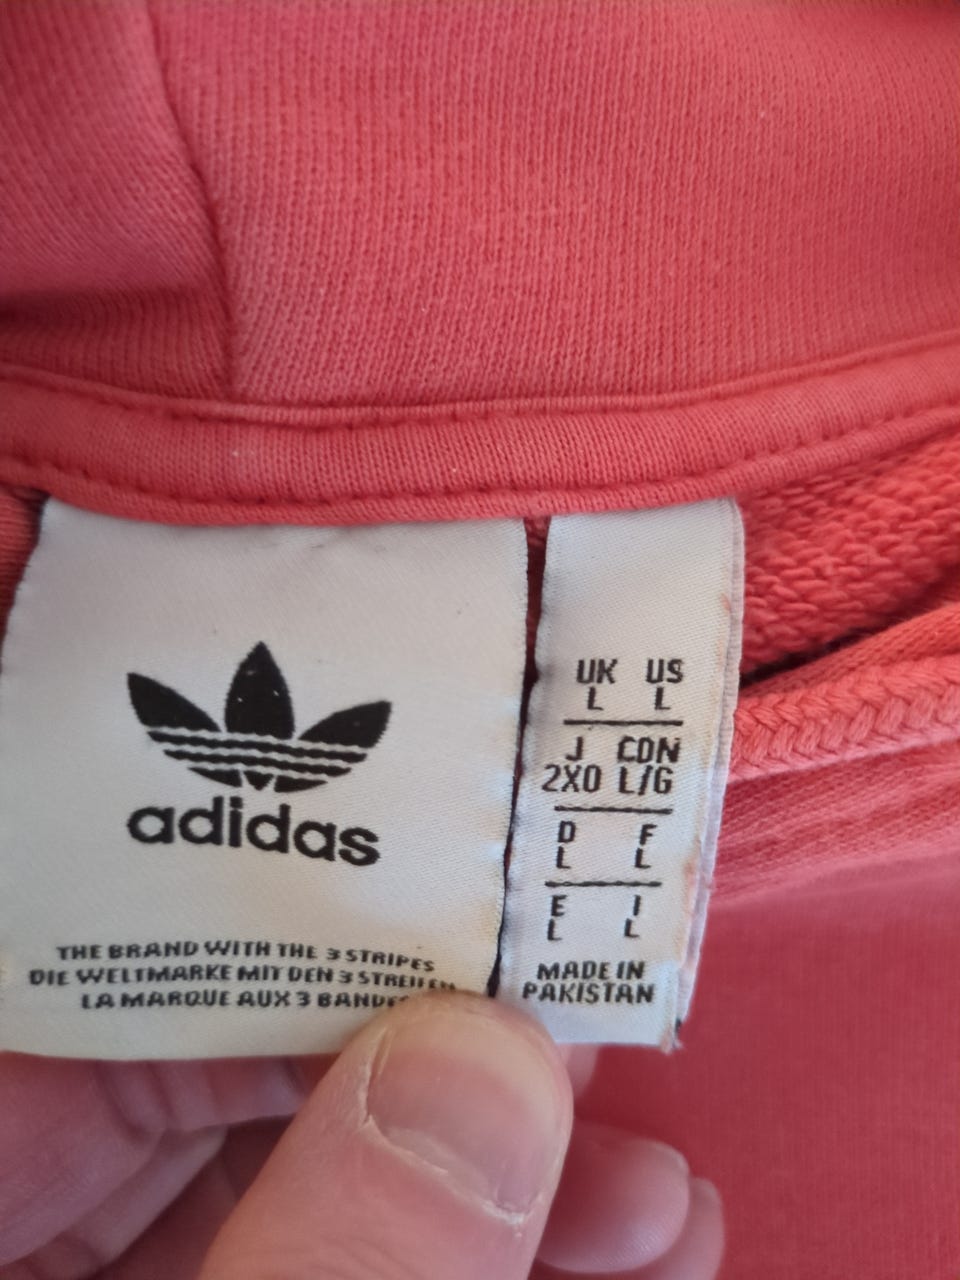 adidas
THE BRAND WITH THE 3 STRIPES
DIE WELTMARKE MIT DEN 3 STREIFEN
LA MARQUE AUX 3 BANDES
UK US
L L
J CDN
2XO L/G
D F
L L
E I
L L
MADE IN
PAKISTAN